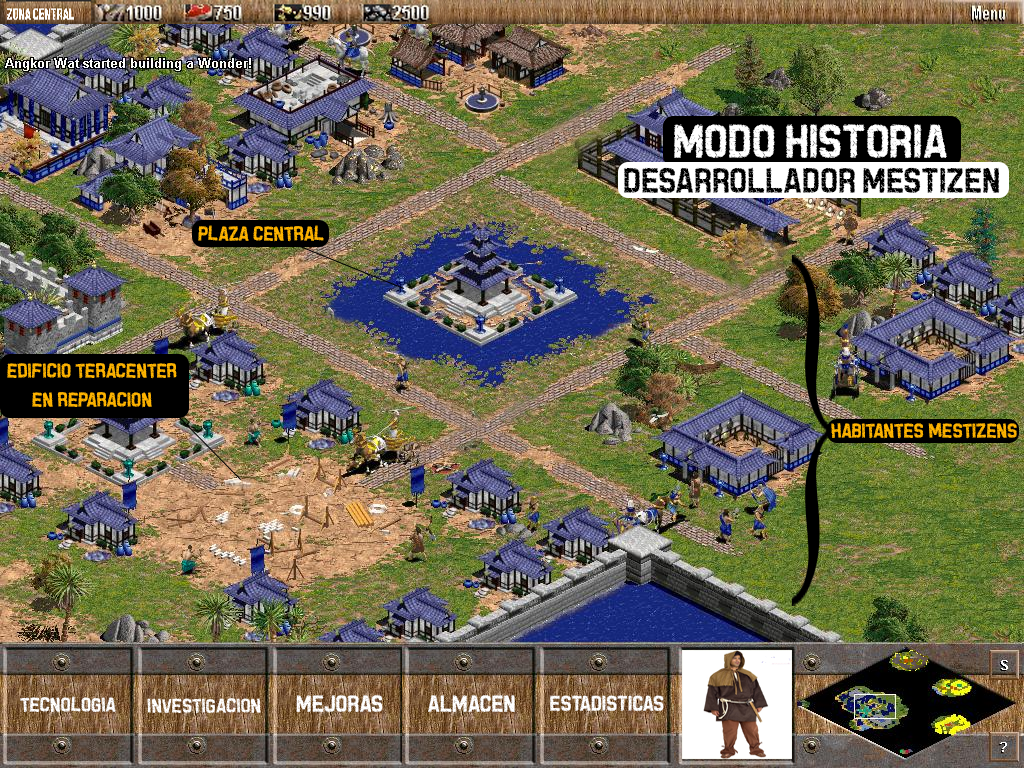 ZONA CENTRAL
1000
750
990
2500
Menu
Angkor Wat started building a Wonder!
MODO HISTORIA
DESARROLLADOR MESTIZEN
PLAZA CENTRAL
EDIFICIO TERACENTER
EN REPARACION
HABITANTES MESTIZENS
TECNOLOGIA
INVESTIGACION
MEJORAS
ALMACEN
ESTADISTICAS
S
?